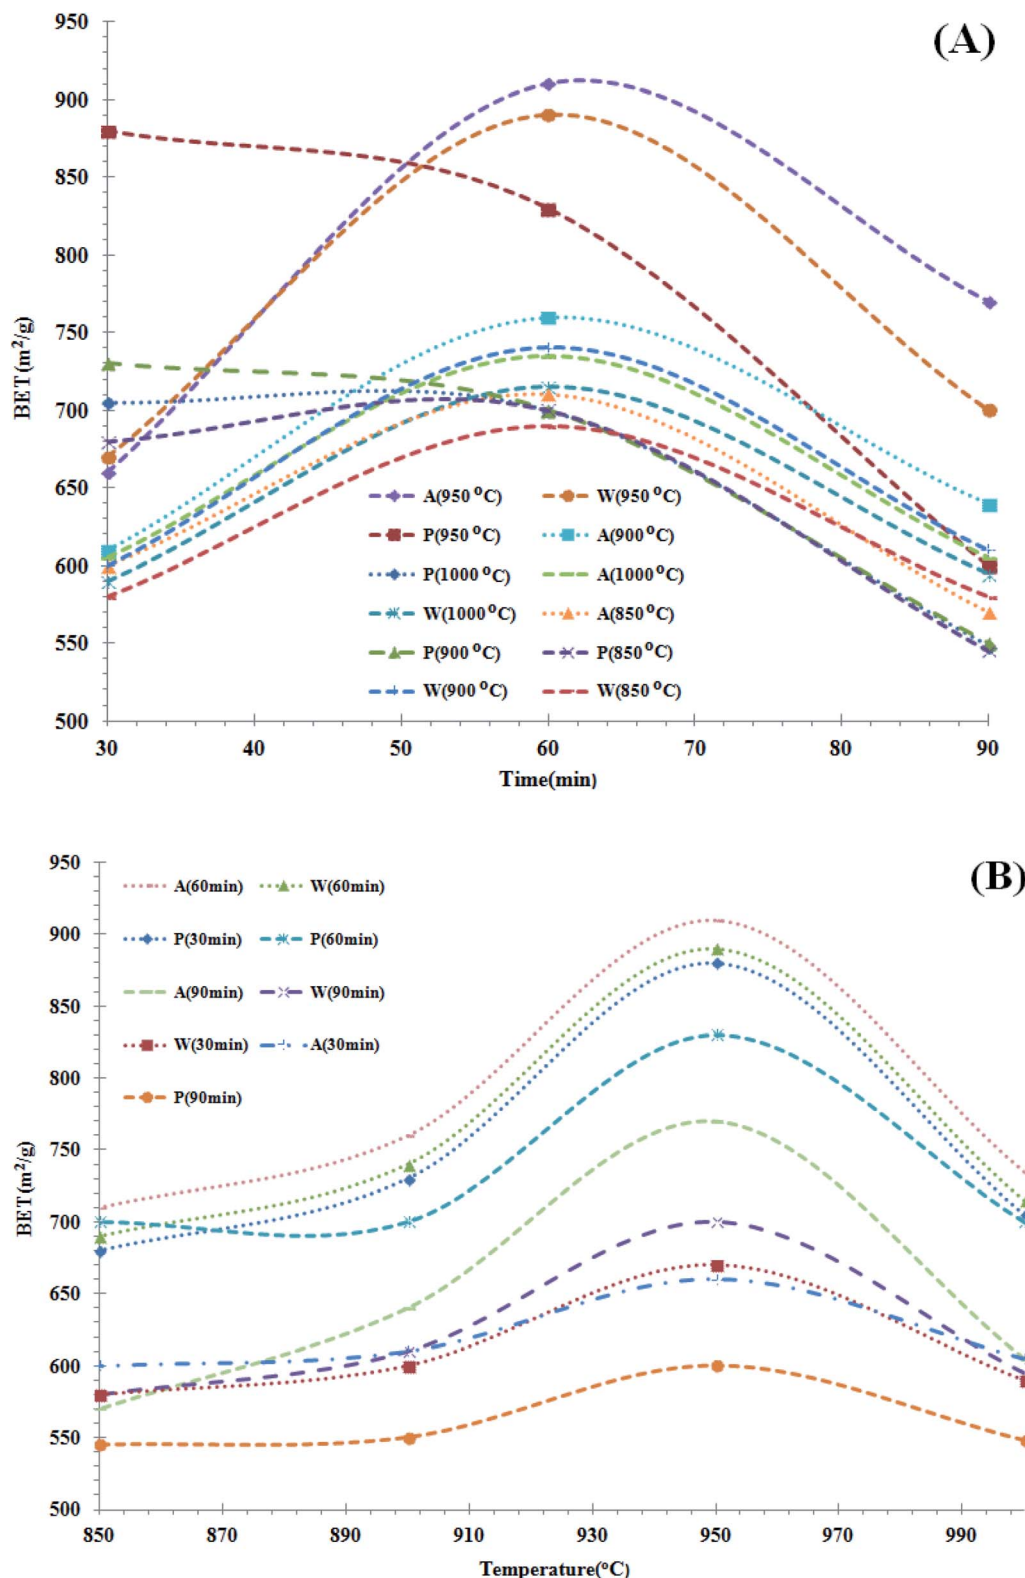 (A)
950
900
850
800
750
700
650
600
550
500
BET (m²/g)
A(950 °C) W(950 °C)
P(950 °C) A(900 °C)
P(1000 °C) A(1000 °C)
W(1000 °C) A(850 °C)
P(900 °C) P(850 °C)
W(900 °C) W(850 °C)
30 40 50 60 70 80 90
Time(min)
(B)
950
900
850
800
750
700
650
600
550
500
BET (m²/g)
A(60min) W(60min)
P(30min) P(60min)
A(90min) W(90min)
W(30min) A(30min)
P(90min)
850 870 890 910 930 950 970 990
Temperature(°C)